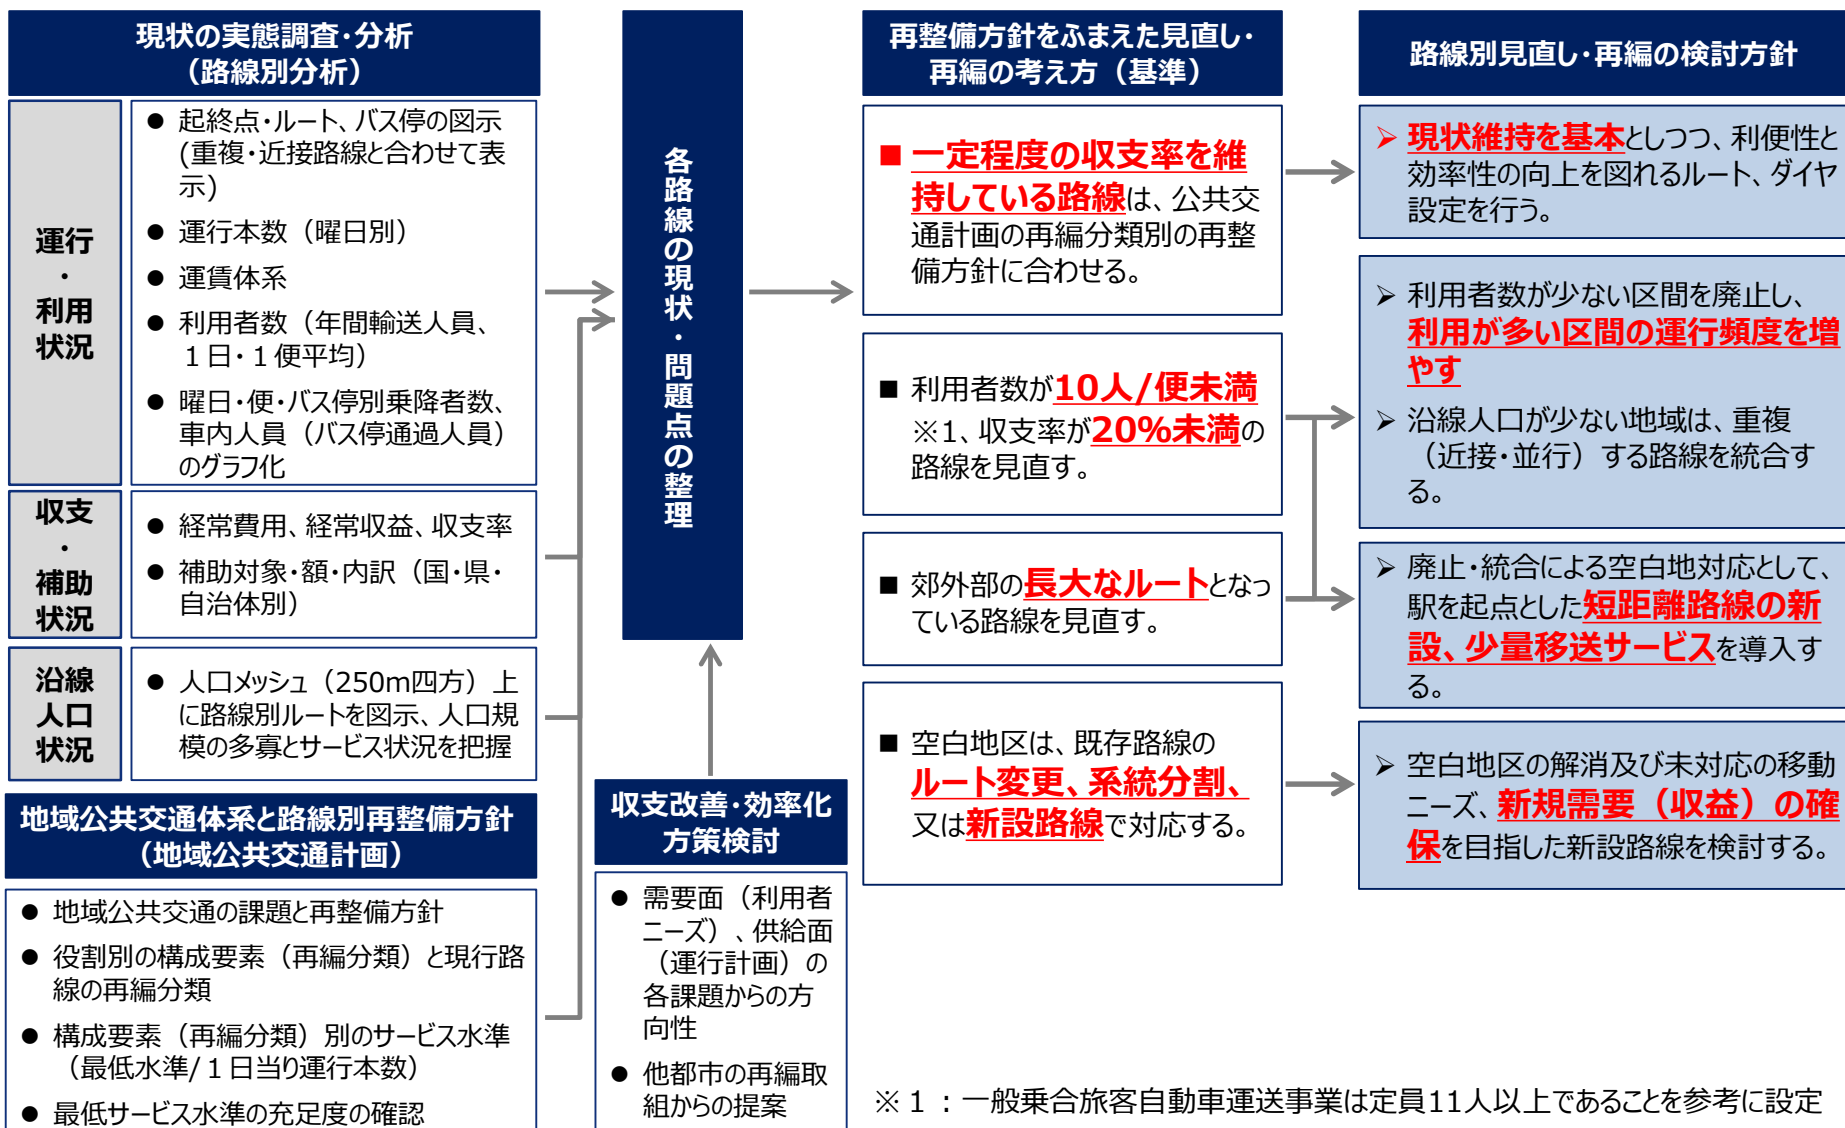 現状の実態調査・分析
（路線別分析）
運行
・
利用
状況
● 起終点・ルート、バス停の図示
(重複・近接路線と合わせて表
示)
● 運行本数（曜日別）
● 運賃体系
● 利用者数（年間輸送人員、
１日・１便平均）
● 曜日・便・バス停別乗降者数、
車内人員（バス停通過人員）
のグラフ化
収支
・
補助
状況
● 経常費用、経常収益、収支率
● 補助対象・額・内訳（国・県・
自治体別）
沿線
人口
状況
● 人口メッシュ（250m四方）上
に路線別ルートを図示、人口規
模の多寡とサービス状況を把握
地域公共交通体系と路線別再整備方針
（地域公共交通計画）
● 地域公共交通の課題と再整備方針
● 役割別の構成要素（再編分類）と現行路
線の再編分類
● 構成要素（再編分類）別のサービス水準
（最低水準/１日当り運行本数）
● 最低サービス水準の充足度の確認
各路線の現状・問題点の整理
収支改善・効率化
方策検討
● 需要面（利用者
ニーズ）、供給面
（運行計画）の
各課題からの方
向性
● 他都市の再編取
組からの提案
再整備方針をふまえた見直し・
再編の考え方（基準）
■ 一定程度の収支率を維
持している路線は、公共交
通計画の再編分類別の再整
備方針に合わせる。
■ 利用者数が10人/便未満
※1、収支率が20%未満の
路線を見直す。
■ 郊外部の長大なルートとなっ
ている路線を見直す。
■ 空白地区は、既存路線の
ルート変更、系統分割、
又は新設路線で対応する。
路線別見直し・再編の検討方針
➢ 現状維持を基本としつつ、利便性と
効率性の向上を図れるルート、ダイヤ
設定を行う。
➢ 利用者数が少ない区間を廃止し、
利用が多い区間の運行頻度を増
やす
➢ 沿線人口が少ない地域は、重複
（近接・並行）する路線を統合す
る。
➢ 廃止・統合による空白地対応として、
駅を起点とした短距離路線の新
設、少量移送サービスを導入す
る。
➢ 空白地区の解消及び未対応の移動
ニーズ、新規需要（収益）の確
保を目指した新設路線を検討する。
※１：一般乗合旅客自動車運送事業は定員11人以上であることを参考に設定